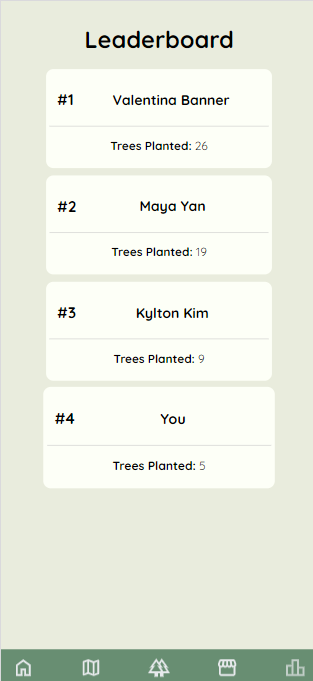 Leaderboard
#1 Valentina Banner
Trees Planted: 26
#2 Maya Yan
Trees Planted: 19
#3 Kylton Kim
Trees Planted: 9
#4 You
Trees Planted: 5